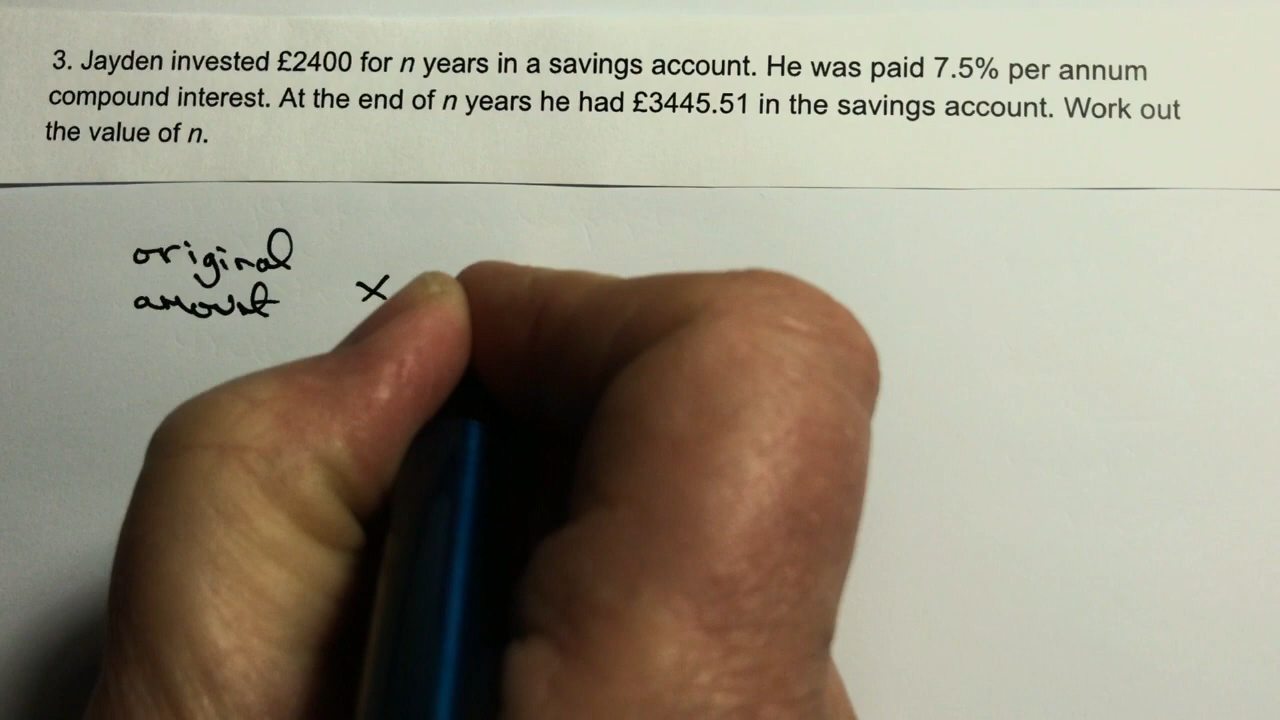 3. Jayden invested £2400 for n years in a savings account. He was paid 7.5% per annum
compound interest. At the end of n years he had £3445.51 in the savings account. Work out
the value of n.
original
amount ×